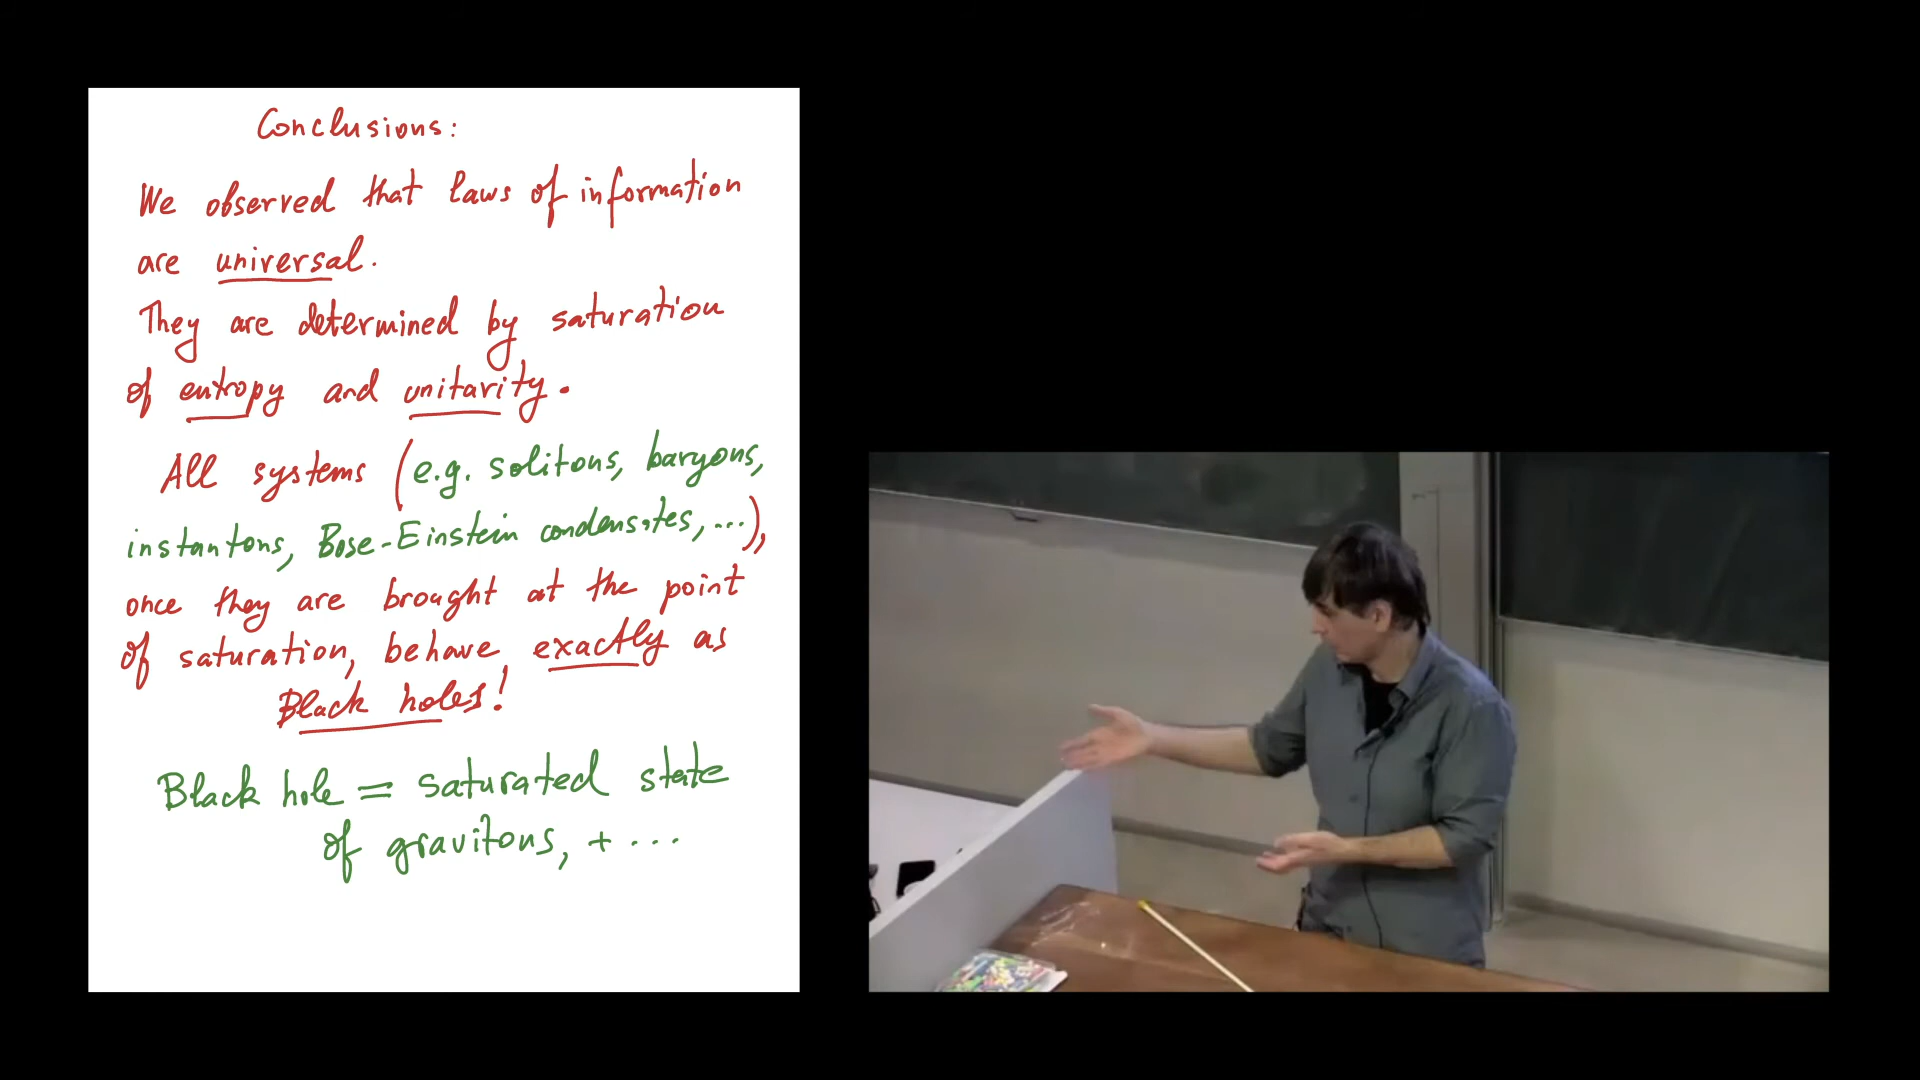 Conclusions:
We observed that laws of information
are universal.
They are determined by saturation
of entropy and unitarity.
All systems (e.g. solitons, baryons,
instantons, Bose-Einstein condensates, ...),
once they are brought at the point
of saturation, behave exactly as
Black holes!
Black hole = saturated state
of gravitons, + ...